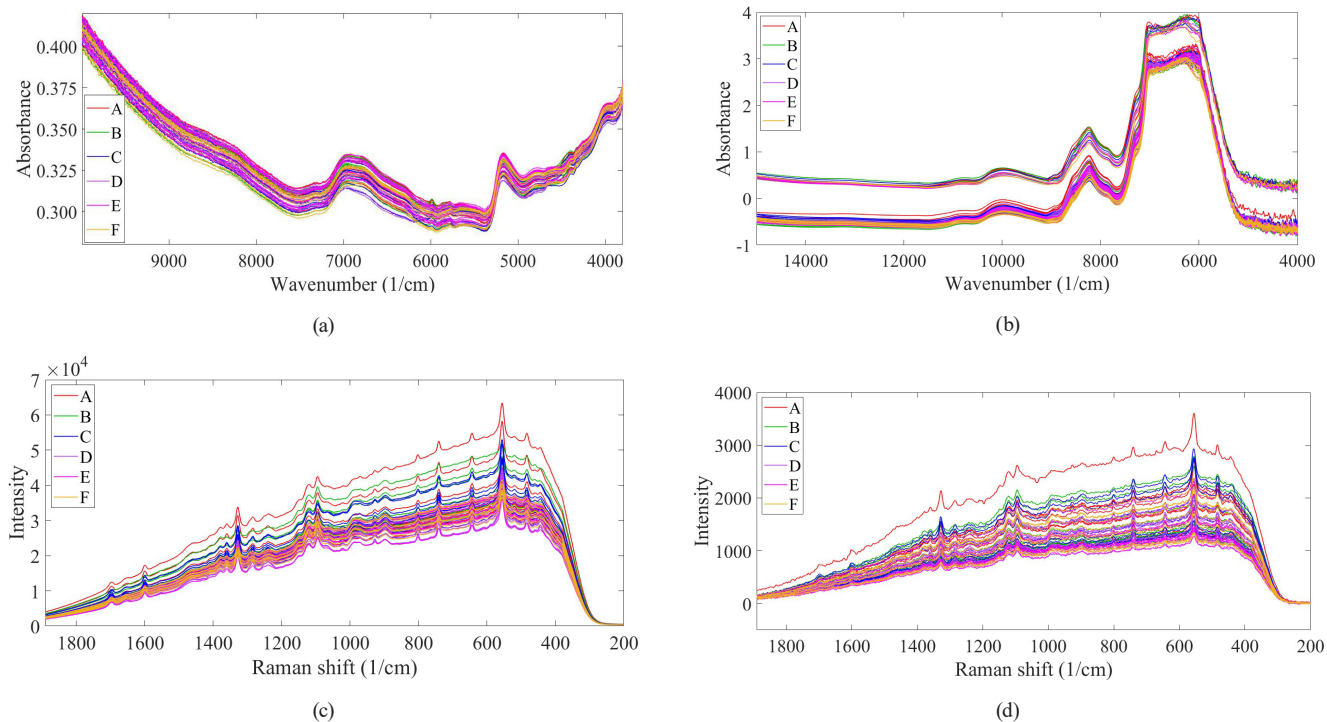 0.400
0.375
0.350
0.325
0.300
Absorbance
A
B
C
D
E
F
9000 8000 7000 6000 5000 4000
Wavenumber (1/cm)
(a)
4
3
2
1
0
-1
Absorbance
A
B
C
D
E
F
14000 12000 10000 8000 6000 4000
Wavenumber (1/cm)
(b)
×10⁴
7
6
5
4
3
2
1
0
Intensity
A
B
C
D
E
F
1800 1600 1400 1200 1000 800 600 400 200
Raman shift (1/cm)
(c)
4000
3000
2000
1000
0
Intensity
A
B
C
D
E
F
1800 1600 1400 1200 1000 800 600 400 200
Raman shift (1/cm)
(d)